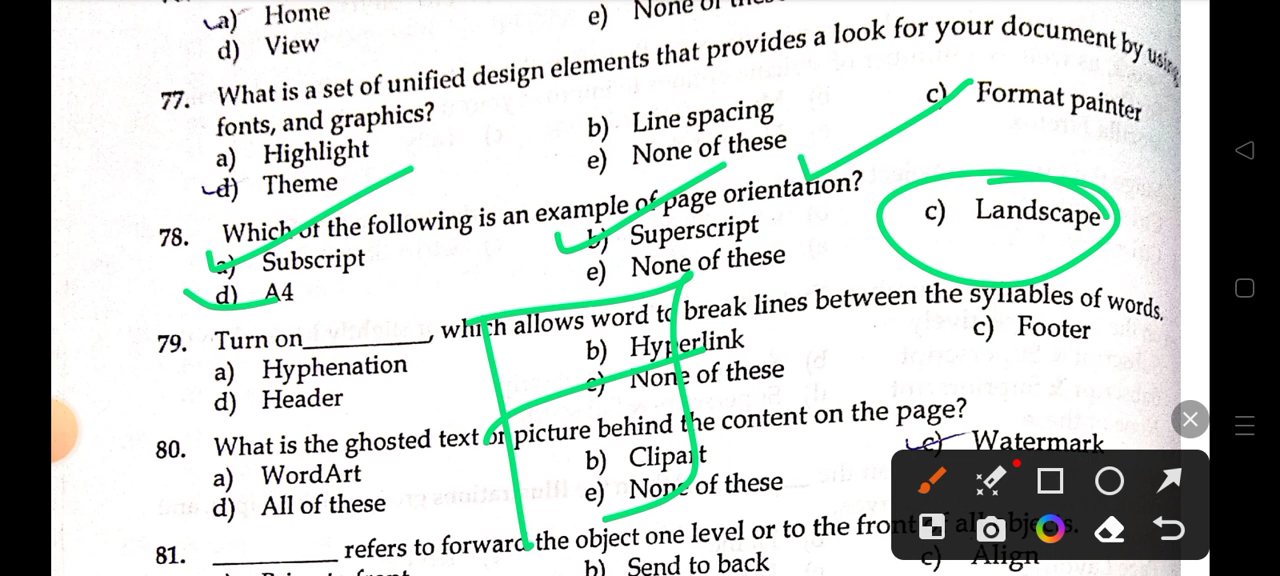 a) Home
e) None of
d) View
77. What is a set of unified design elements that provides a look for your document by using
fonts, and graphics?
a) Highlight b) Line spacing c) Format painter
d) Theme e) None of these
78. Which of the following is an example of page orientation?
a) Subscript b) Superscript c) Landscape
d) A4 e) None of these
79. Turn on__________, which allows word to break lines between the syllables of words.
a) Hyphenation b) Hyperlink c) Footer
d) Header e) None of these
80. What is the ghosted text or picture behind the content on the page?
a) WordArt b) Clipart c) Watermark
d) All of these e) None of these
81. __________ refers to forward the object one level or to the front of all objects.
b) Send to back c) Align